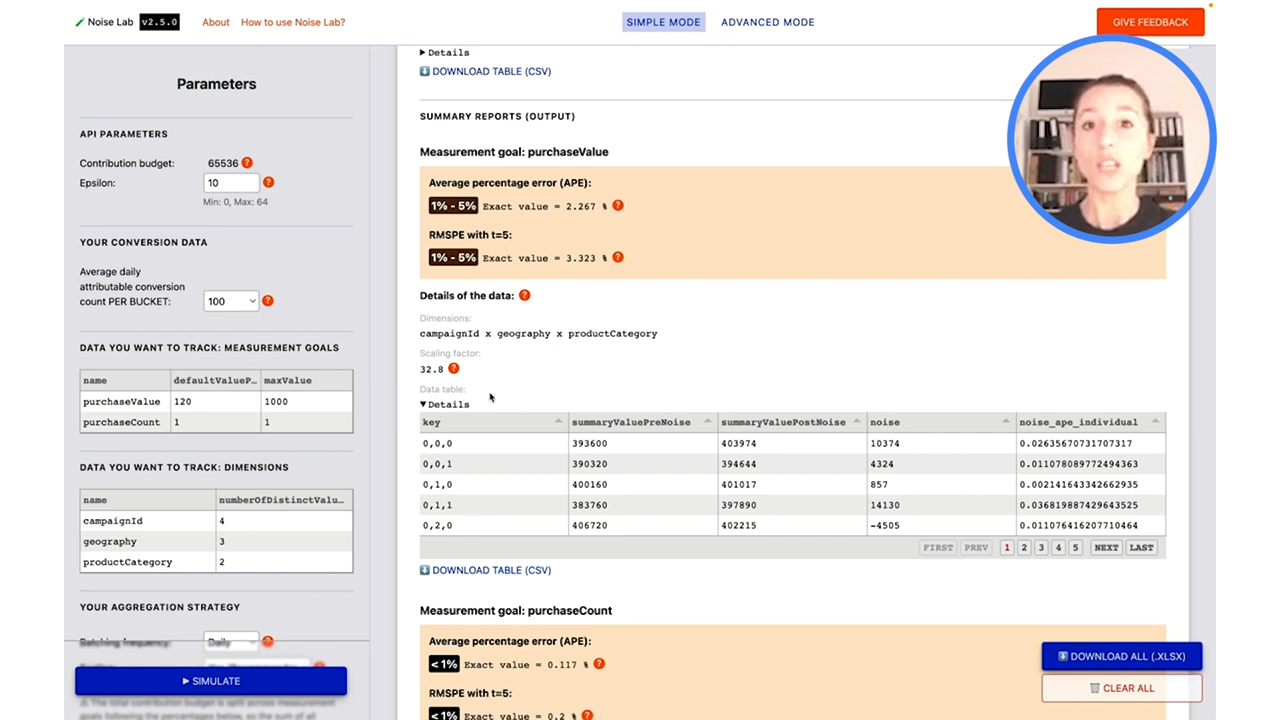 Noise Lab v2.5.0 About How to use Noise Lab? SIMPLE MODE ADVANCED MODE GIVE FEEDBACK
Parameters
API PARAMETERS
Contribution budget: 65536 ?
Epsilon: 10 ?
Min: 0, Max: 64
YOUR CONVERSION DATA
Average daily
attributable conversion
count PER BUCKET: 100 ?
DATA YOU WANT TO TRACK: MEASUREMENT GOALS
name defaultValueP… maxValue
purchaseValue 120 1000
purchaseCount 1 1
DATA YOU WANT TO TRACK: DIMENSIONS
name numberOfDistinctValu…
campaignId 4
geography 3
productCategory 2
YOUR AGGREGATION STRATEGY
Batching frequency: Daily
▶ SIMULATE
▶ Details
DOWNLOAD TABLE (CSV)
SUMMARY REPORTS (OUTPUT)
Measurement goal: purchaseValue
Average percentage error (APE):
1% - 5% Exact value = 2.267 % ?
RMSPE with t=5:
1% - 5% Exact value = 3.323 % ?
Details of the data: ?
Dimensions:
campaignId x geography x productCategory
Scaling factor:
32.8 ?
Data table:
▼ Details
key summaryValuePreNoise summaryValuePostNoise noise noise_ape_individual
0,0,0 393600 403974 10374 0.02635670731707317
0,0,1 390320 394644 4324 0.011078089772494363
0,1,0 400160 401017 857 0.002141643342662935
0,1,1 383760 397890 14130 0.036819887429643525
0,2,0 406720 402215 -4505 0.011076416207710464
FIRST PREV 1 2 3 4 5 NEXT LAST
DOWNLOAD TABLE (CSV)
Measurement goal: purchaseCount
Average percentage error (APE):
< 1% Exact value = 0.117 % ?
RMSPE with t=5:
< 1% Exact value = 0.2 % ?
DOWNLOAD ALL (.XLSX)
CLEAR ALL